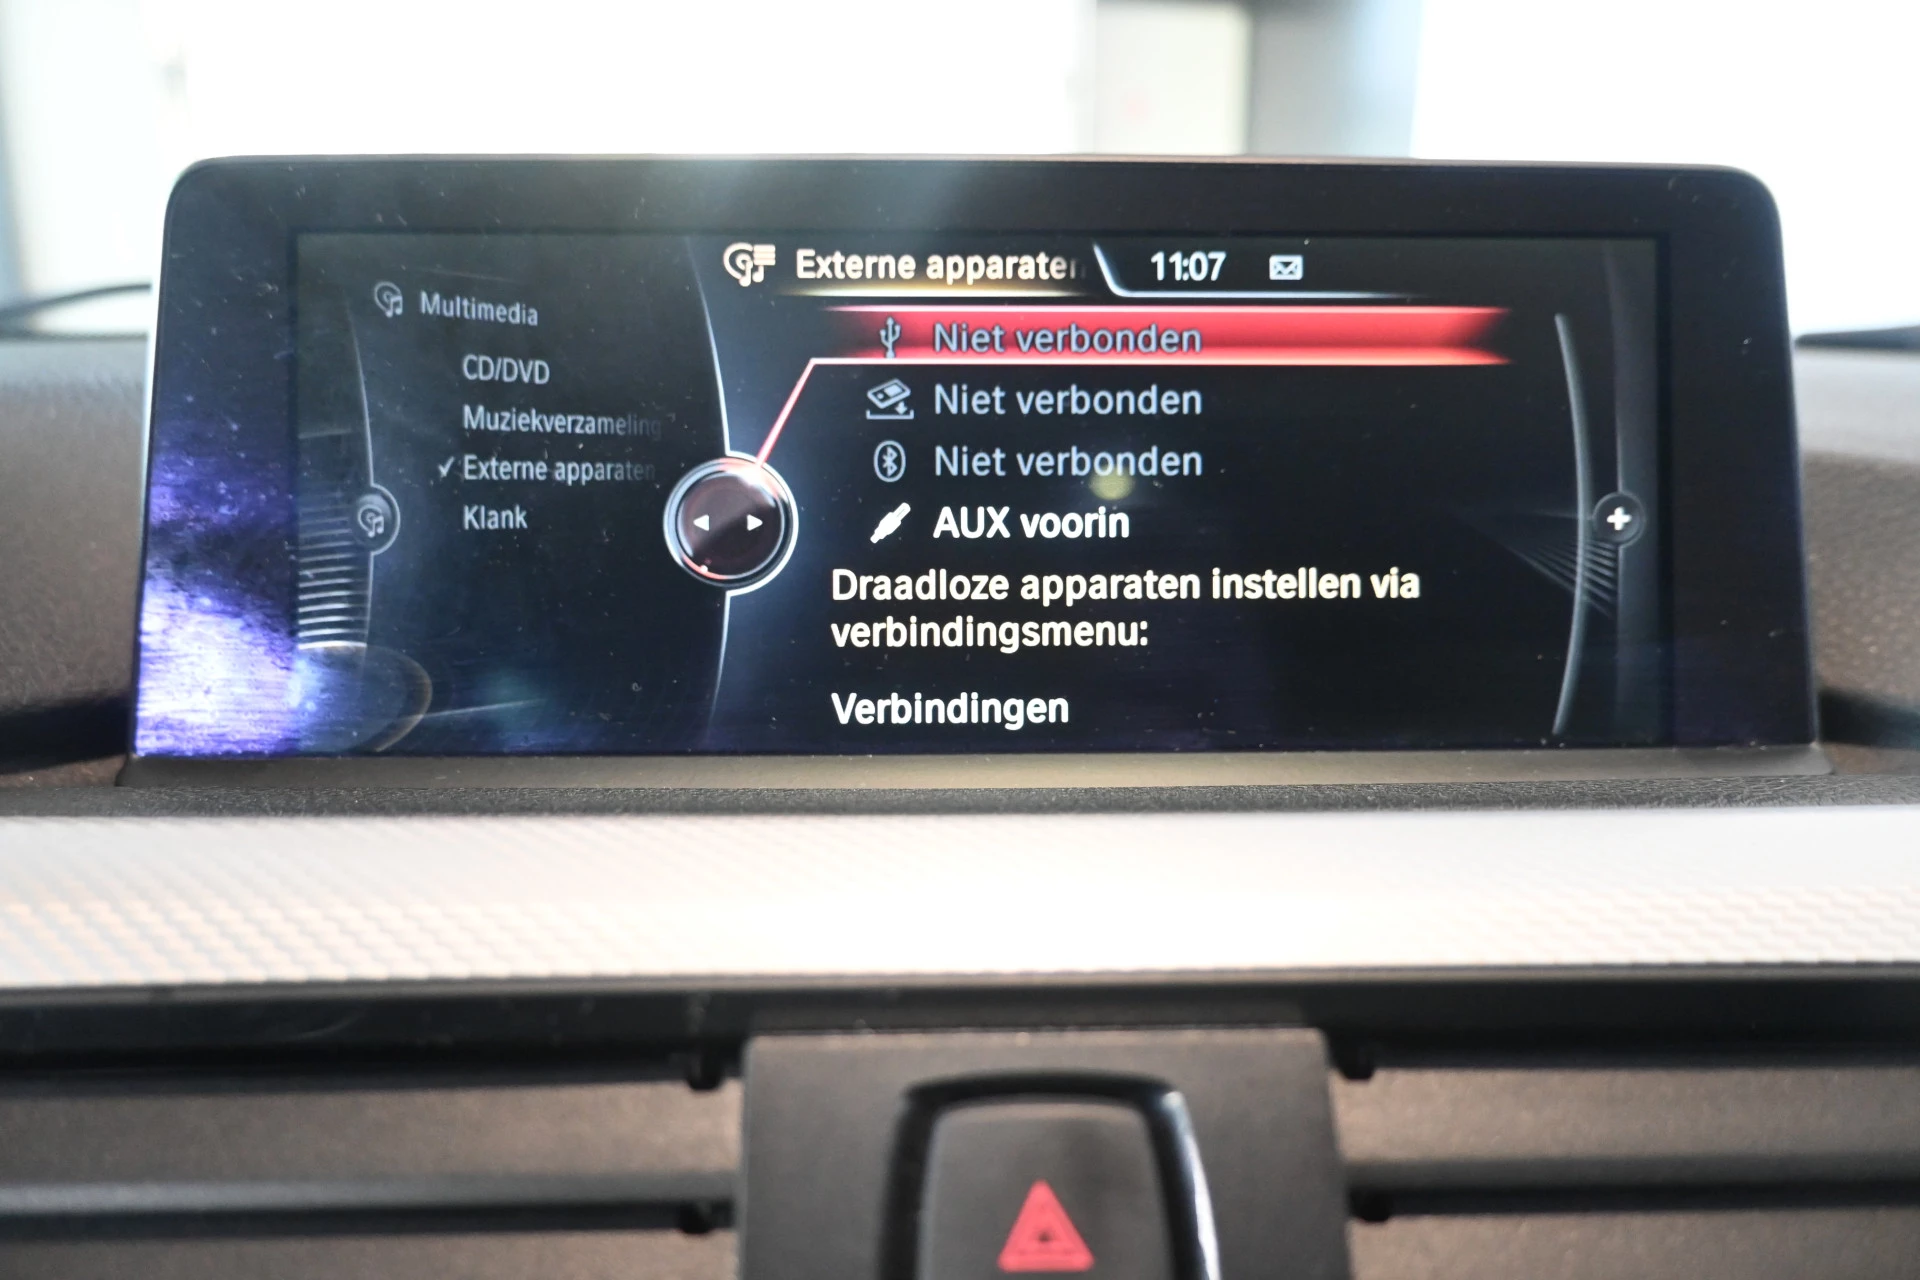 Externe apparaten
11:07
Multimedia
CD/DVD
Muziekverzameling
Externe apparaten
Klank
Niet verbonden
Niet verbonden
Niet verbonden
AUX voorin
Draadloze apparaten instellen via
verbindingsmenu:
Verbindingen